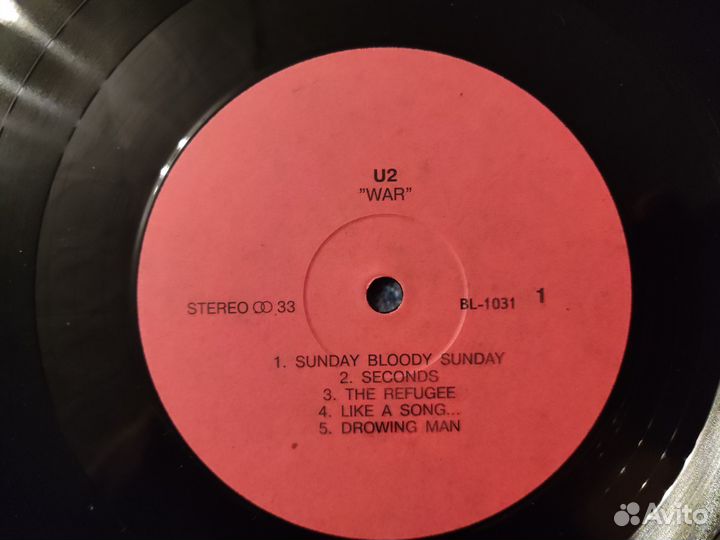 U2
"WAR"
STEREO ꝏ 33
BL-1031 1
1. SUNDAY BLOODY SUNDAY
2. SECONDS
3. THE REFUGEE
4. LIKE A SONG...
5. DROWING MAN
Avito